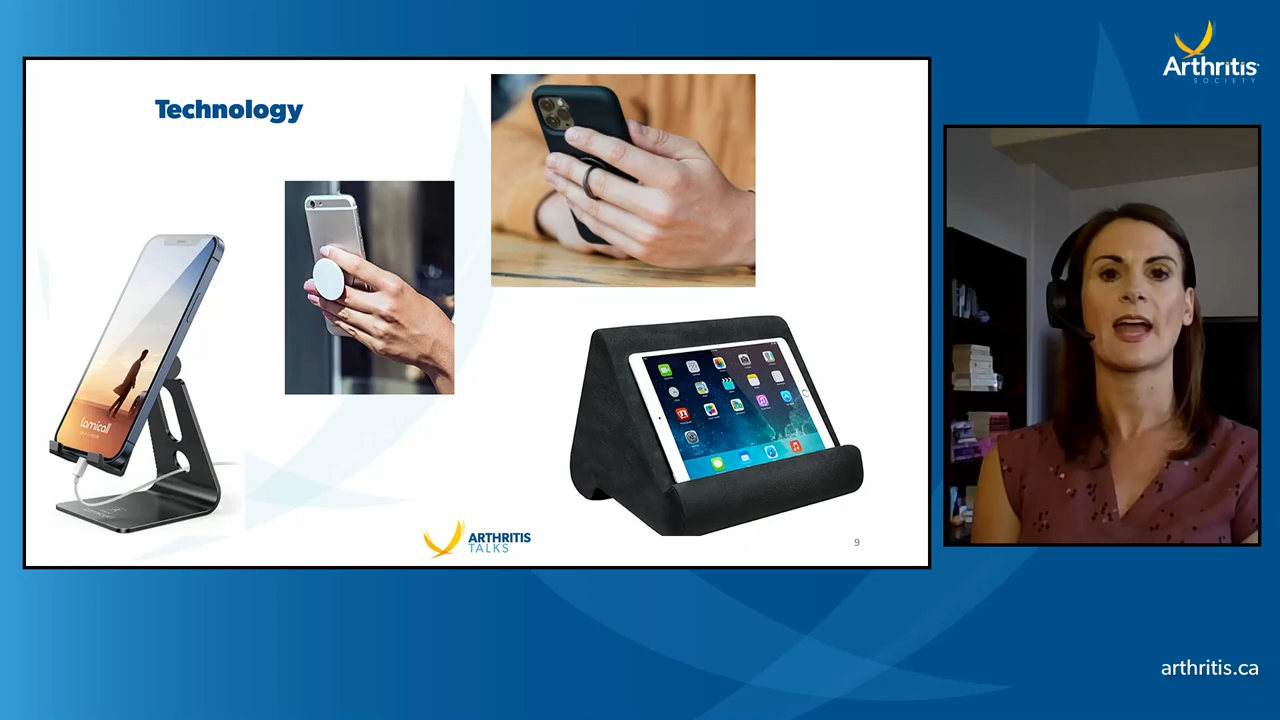 Technology
lamicall
ARTHRITIS
TALKS
9
Arthritis
SOCIETY
arthritis.ca